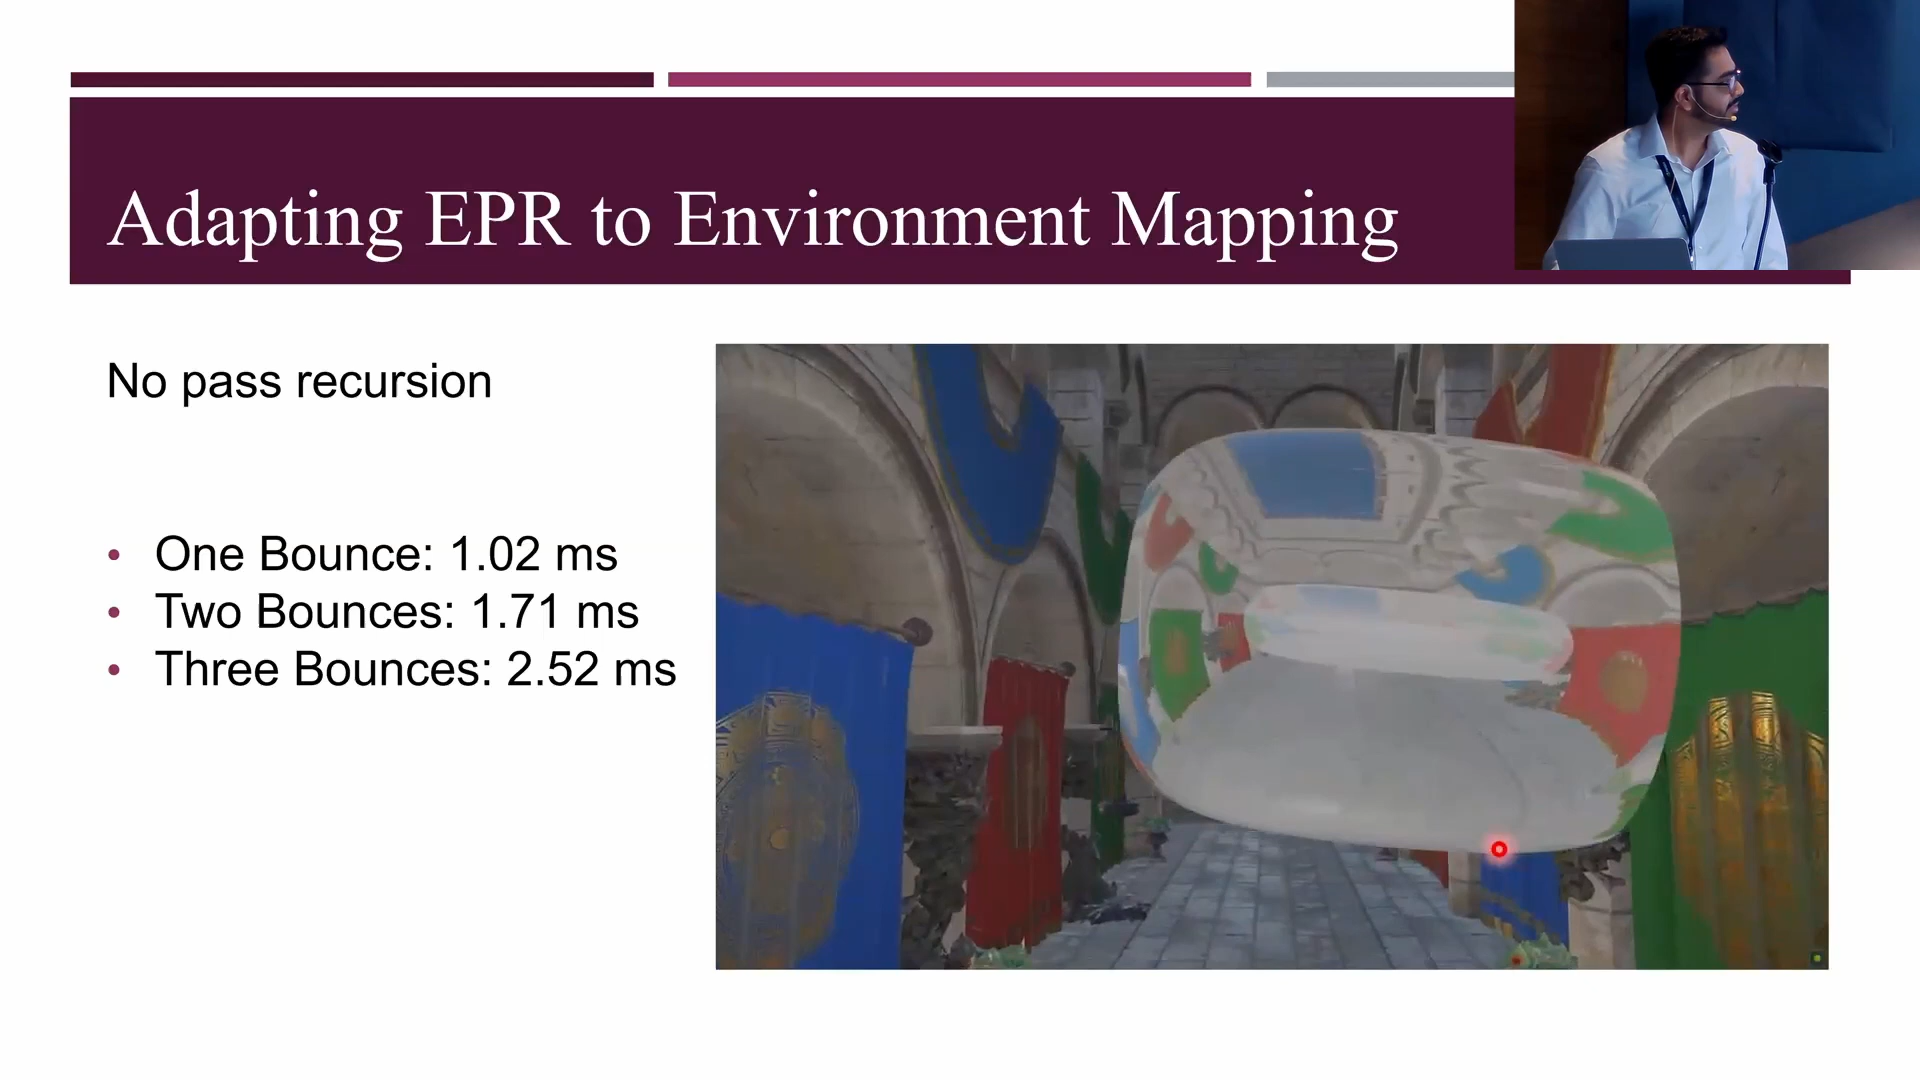 Adapting EPR to Environment Mapping
No pass recursion
• One Bounce: 1.02 ms
• Two Bounces: 1.71 ms
• Three Bounces: 2.52 ms